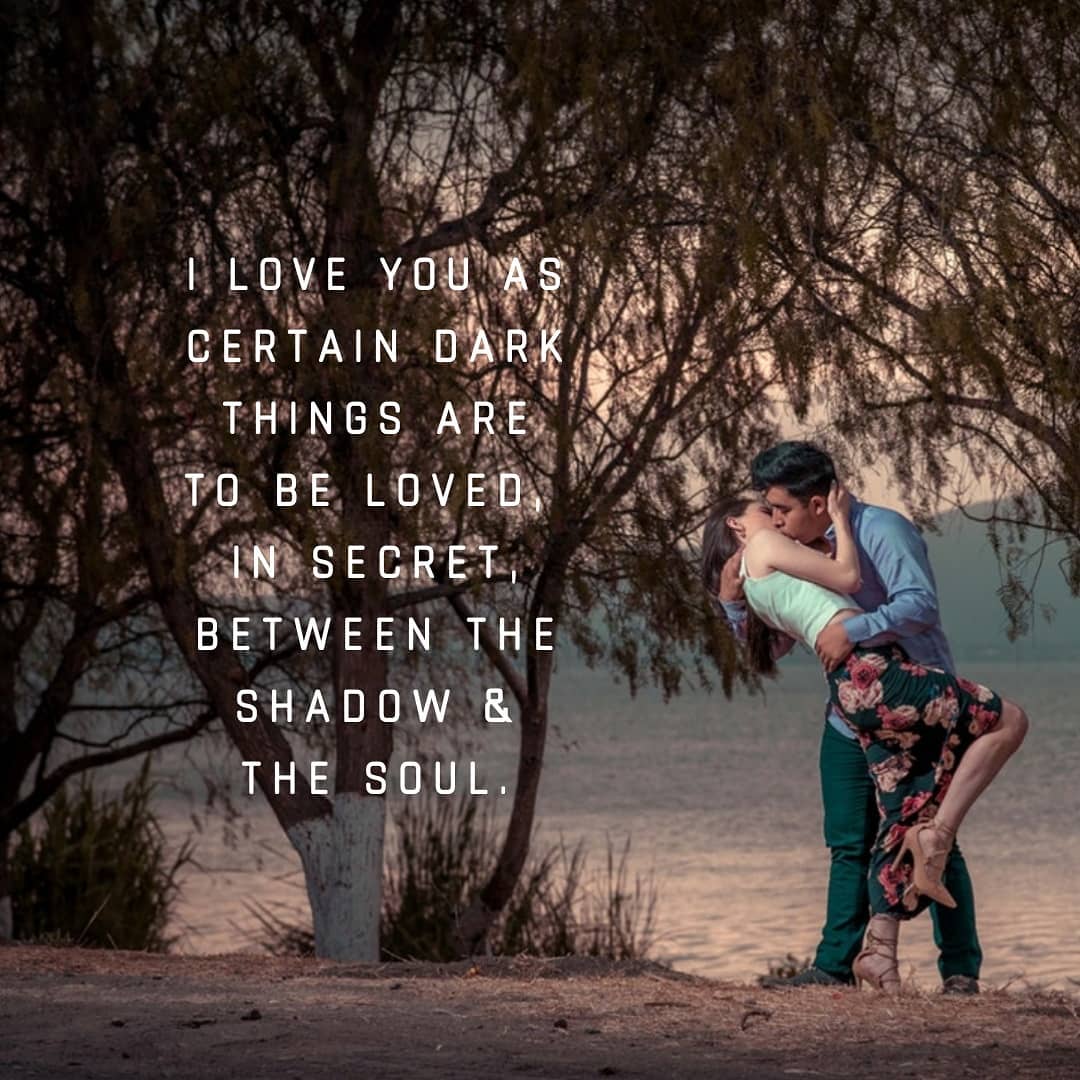 I LOVE YOU AS
CERTAIN DARK
THINGS ARE
TO BE LOVED,
IN SECRET,
BETWEEN THE
SHADOW &
THE SOUL.